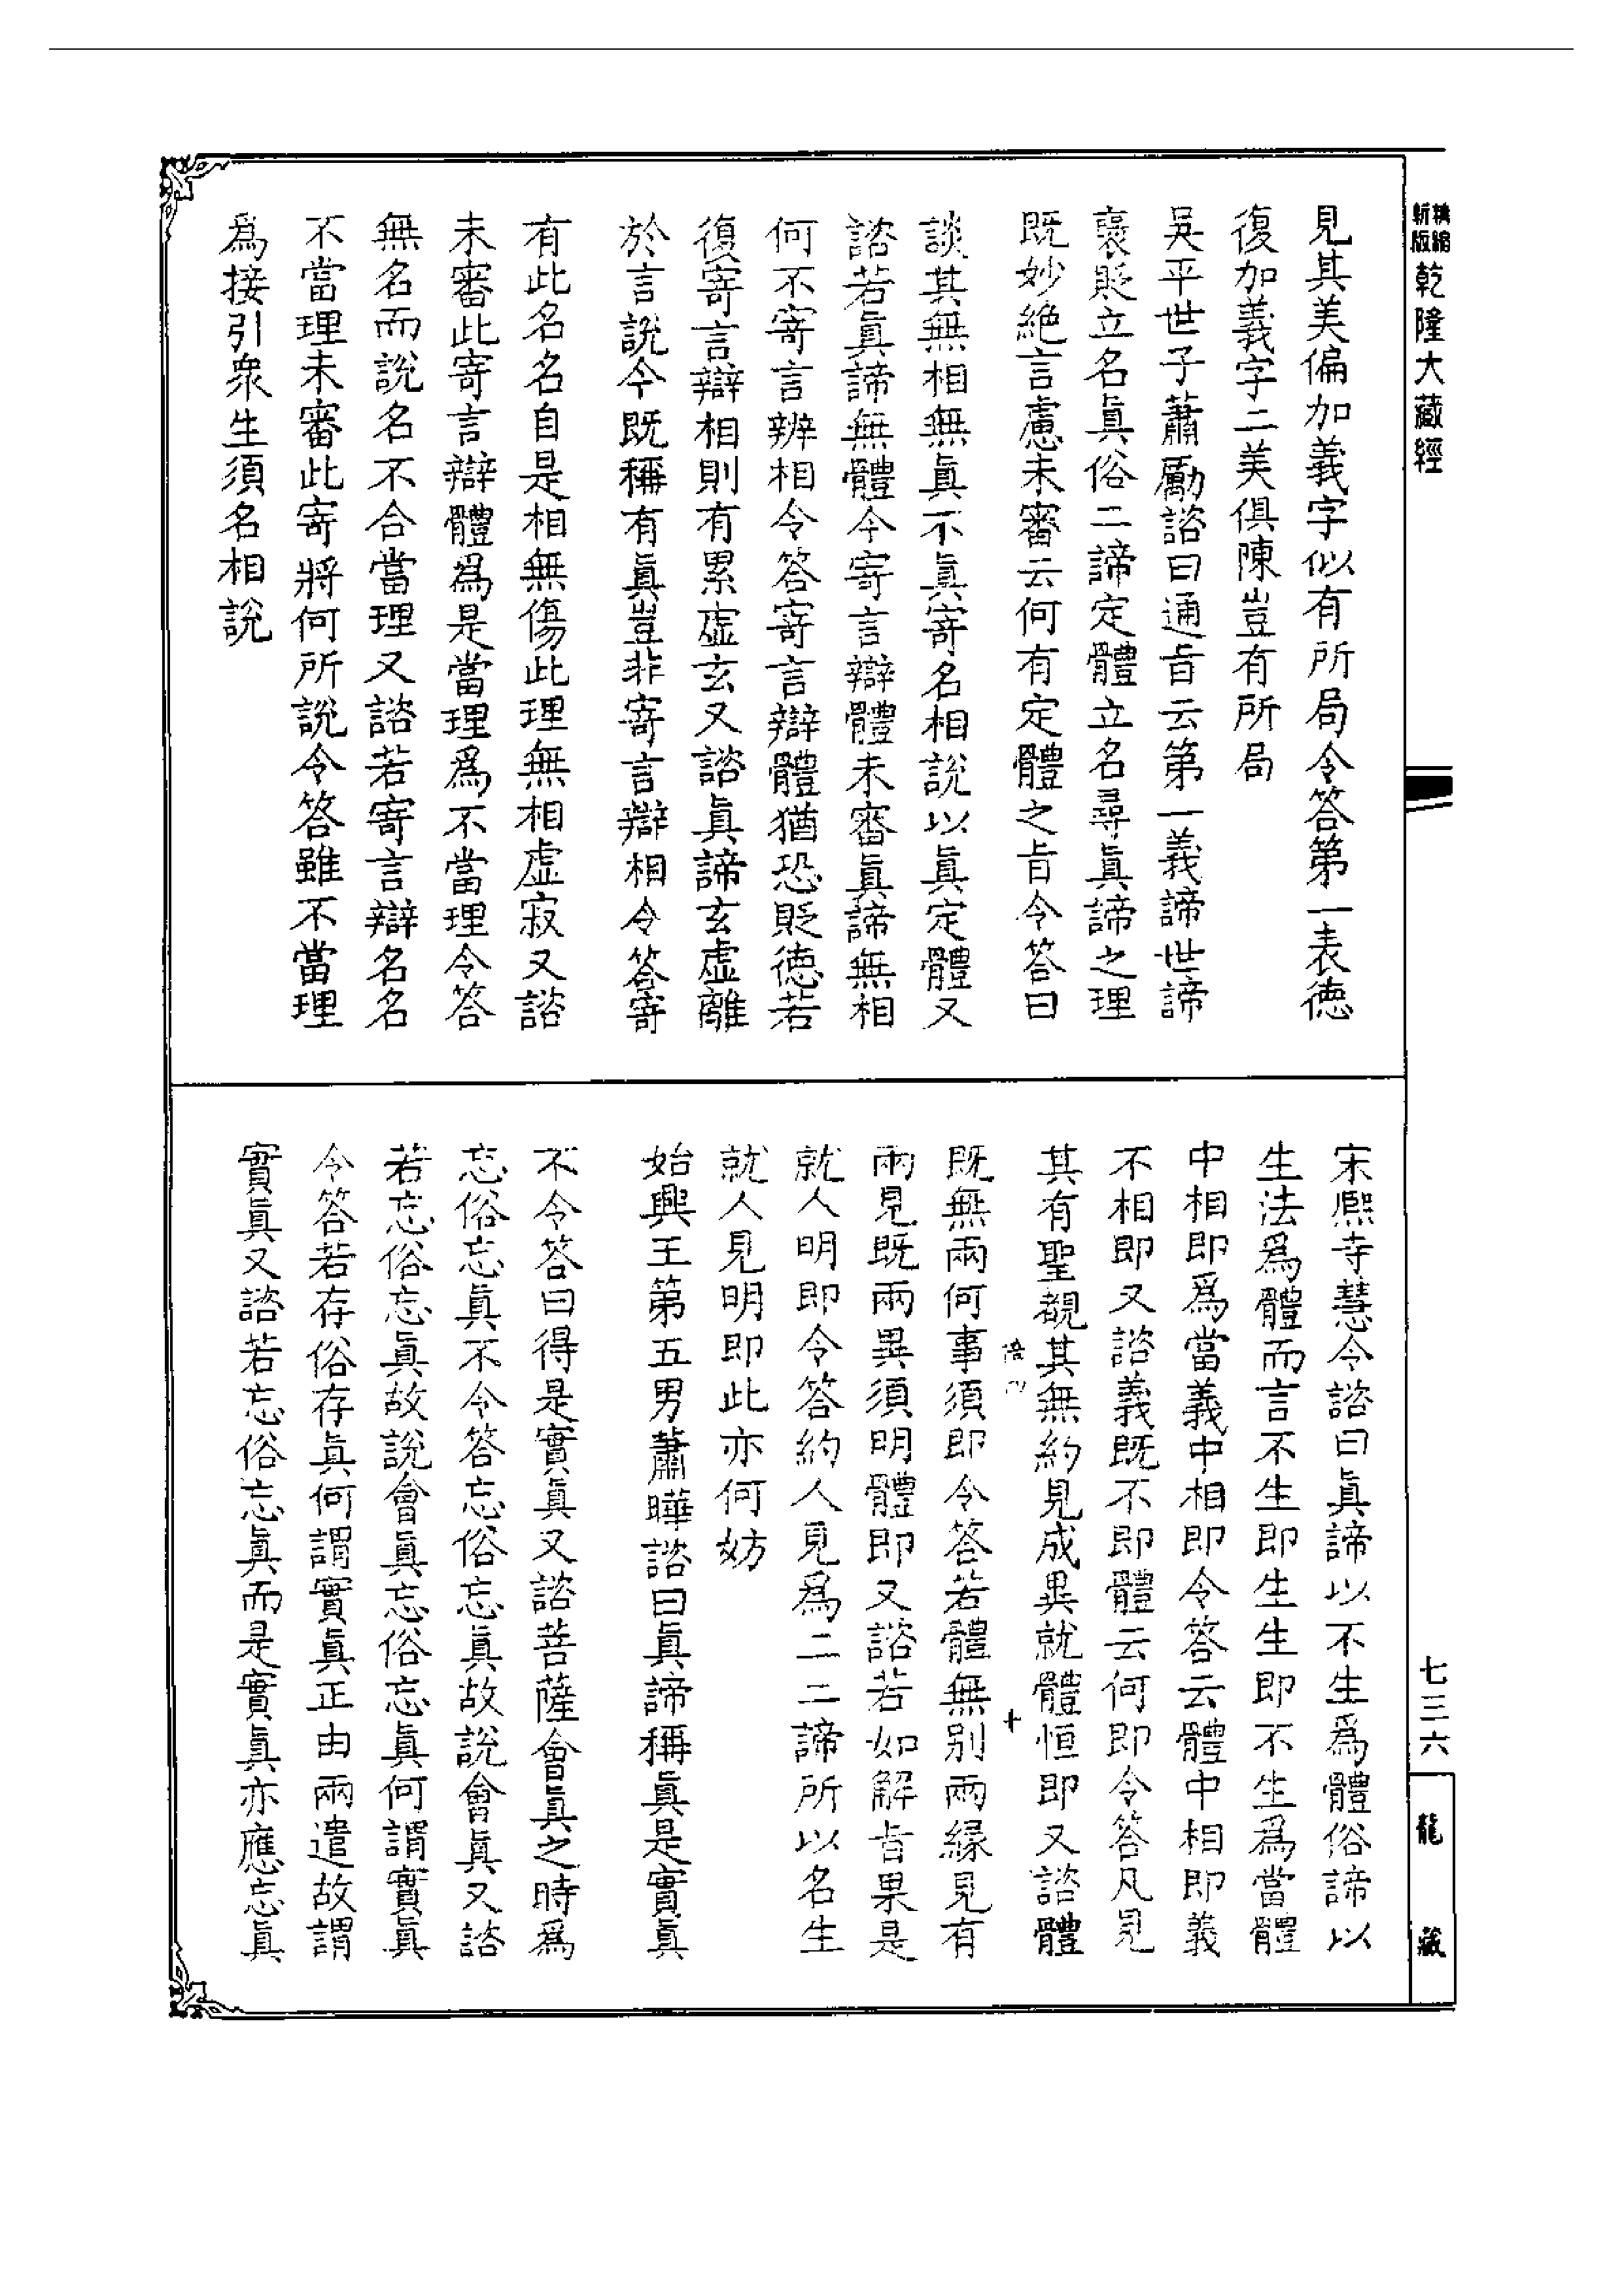 精縮新版乾隆大藏經
見其美偏加義字似有所局令答第一表德
復加義字二美俱陳豈有所局
吳平世子蕭勵諮曰通旨云第一義諦世諦
褒貶立名眞俗二諦定體立名尋眞諦之理
既妙絶言慮未審云何有定體之旨令答曰
談其無相無眞不眞寄名相說以眞定體又
諮若眞諦無體今寄言辯體未審眞諦無相
何不寄言辨相令答寄言辯體猶恐貶德若
復寄言辯相則有累虛玄又諮眞諦玄虛離
於言說今既稱有眞豈非寄言辯相令答寄
有此名名自是相無傷此理無相虛寂又諮
未審此寄言辯體爲是當理爲不當理令答
無名而說名不合當理又諮若寄言辯名名
不當理未審此寄將何所說令答雖不當理
爲接引衆生須名相說
宋熈寺慧令諮曰眞諦以不生爲體俗諦以
生法爲體而言不生即生生即不生爲當體
中相即爲當義中相即令答云體中相即義
不相即又諮義既不即體云何即令答凡見
其有聖覩其無約見成異就體恒即又諮體
既無兩何事須即令答若體無別兩緣見有
兩見既兩異須明體即又諮若如解旨果是
就人明即令答約人見爲二二諦所以名生
就人見明即此亦何妨
始興王第五男蕭曄諮曰眞諦稱眞是實眞
不令答曰得是實眞又諮菩薩會眞之時爲
忘俗忘眞不令答忘俗忘眞故說會眞又諮
若忘俗忘眞故說會眞忘俗忘眞何謂實眞
令答若存俗存眞何謂實眞正由兩遣故謂
實眞又諮若忘俗忘眞而是實眞亦應忘眞
十
七三六
龍藏